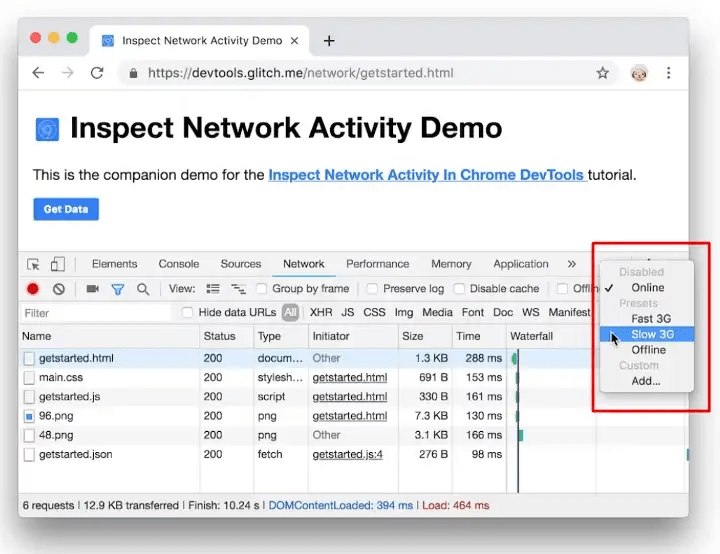 Inspect Network Activity Demo
https://devtools.glitch.me/network/getstarted.html
Inspect Network Activity Demo
This is the companion demo for the Inspect Network Activity In Chrome DevTools tutorial.
Get Data
Elements Console Sources Network Performance Memory Application »
View: Group by frame Preserve log Disable cache Offlin
Filter Hide data URLs All XHR JS CSS Img Media Font Doc WS Manifest
Name Status Type Initiator Size Time Waterfall
getstarted.html 200 docum... Other 1.3 KB 288 ms
main.css 200 stylesh... getstarted.html 691 B 153 ms
getstarted.js 200 script getstarted.html 330 B 161 ms
96.png 200 png getstarted.html 7.3 KB 130 ms
48.png 200 png Other 3.1 KB 166 ms
getstarted.json 200 fetch getstarted.js:4 276 B 98 ms
6 requests | 12.9 KB transferred | Finish: 10.24 s | DOMContentLoaded: 394 ms | Load: 464 ms
Disabled
✓ Online
Presets
Fast 3G
Slow 3G
Offline
Custom
Add...